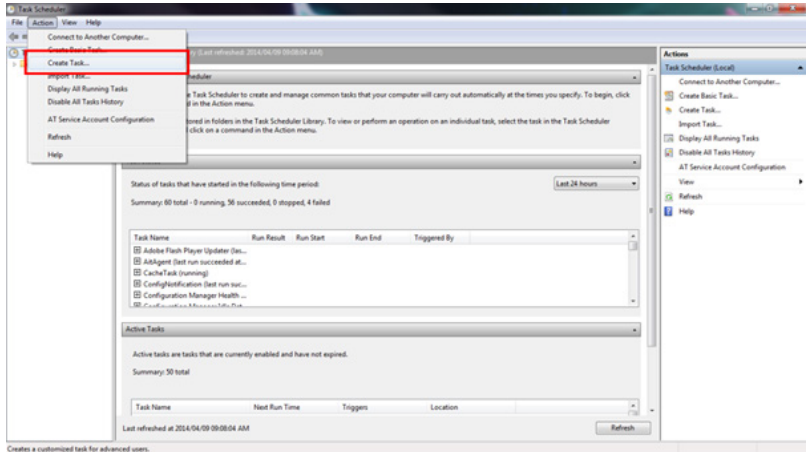 Task Scheduler
File Action View Help
Connect to Another Computer...
Create Basic Task...
Create Task...
Import Task...
Display All Running Tasks
Disable All Tasks History
AT Service Account Configuration
Refresh
Help
(Last refreshed: 2014/04/09 09:08:04 AM)
Task Scheduler to create and manage common tasks that your computer will carry out automatically at the times you specify. To begin, click
in the Action menu.
stored in folders in the Task Scheduler Library. To view or perform an operation on an individual task, select the task in the Task Scheduler
click on a command in the Action menu.
Status of tasks that have started in the following time period:
Last 24 hours
Summary: 60 total - 0 running, 56 succeeded, 0 stopped, 4 failed
Task Name Run Result Run Start Run End Triggered By
Adobe Flash Player Updater (las...
AitAgent (last run succeeded at...
CacheTask (running)
ConfigNotification (last run suc...
Configuration Manager Health ...
Configuration Manager Idle Det...
Active Tasks
Active tasks are tasks that are currently enabled and have not expired.
Summary: 50 total
Task Name Next Run Time Triggers Location
Last refreshed at 2014/04/09 09:08:04 AM
Refresh
Actions
Task Scheduler (Local)
Connect to Another Computer...
Create Basic Task...
Create Task...
Import Task...
Display All Running Tasks
Disable All Tasks History
AT Service Account Configuration
View
Refresh
Help
Creates a customized task for advanced users.